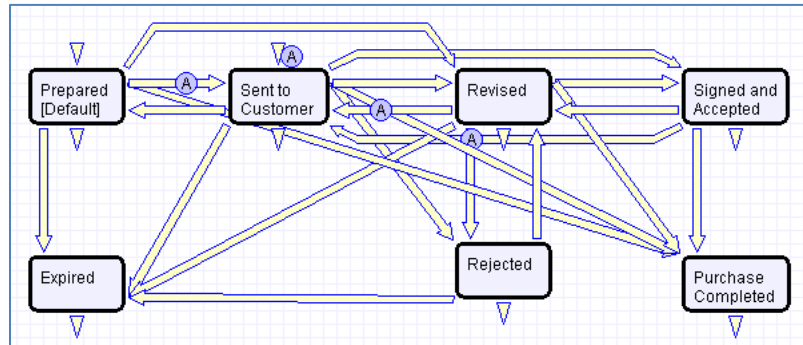 A
A
Prepared
[Default]
Sent to
Customer
Revised
Signed and
Accepted
A
A
Expired
Rejected
Purchase
Completed